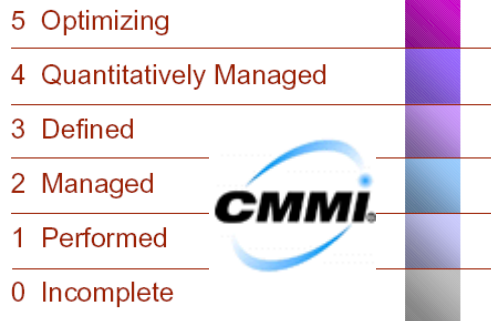 5 Optimizing
4 Quantitatively Managed
3 Defined
2 Managed
CMMI®
1 Performed
0 Incomplete